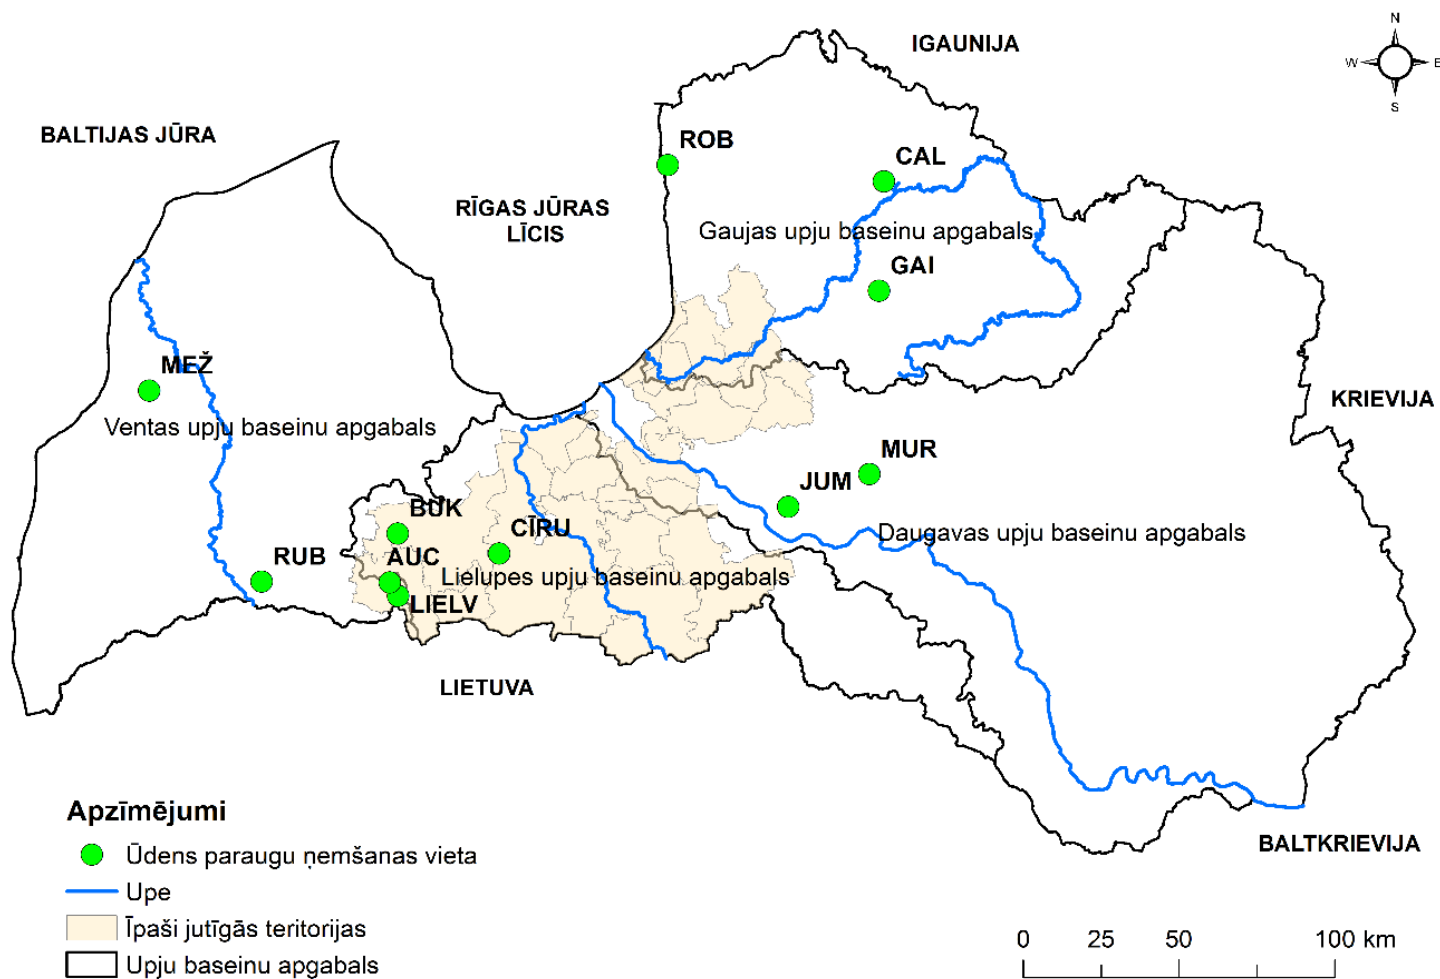 IGAUNIJA
N
W
E
S
BALTIJAS JŪRA
ROB
CAL
RĪGAS JŪRAS
LĪCIS
Gaujas upju baseinu apgabals
GAI
MEŽ
Ventas upju baseinu apgabals
KRIEVIJA
MUR
JUM
BUK
CĪRU
Daugavas upju baseinu apgabals
RUB
AUC
Lielupes upju baseinu apgabals
LIELV
LIETUVA
Apzīmējumi
Ūdens paraugu ņemšanas vieta
Upe
Īpaši jutīgās teritorijas
Upju baseinu apgabals
BALTKRIEVIJA
0 25 50 100 km